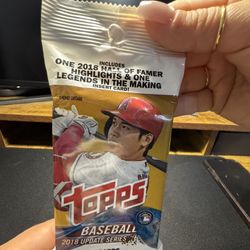 INCLUDES
ONE 2018 HALL OF FAMER
HIGHLIGHTS & ONE
LEGENDS IN THE MAKING
INSERT CARD!
Topps
BASEBALL
2018 UPDATE SERIES